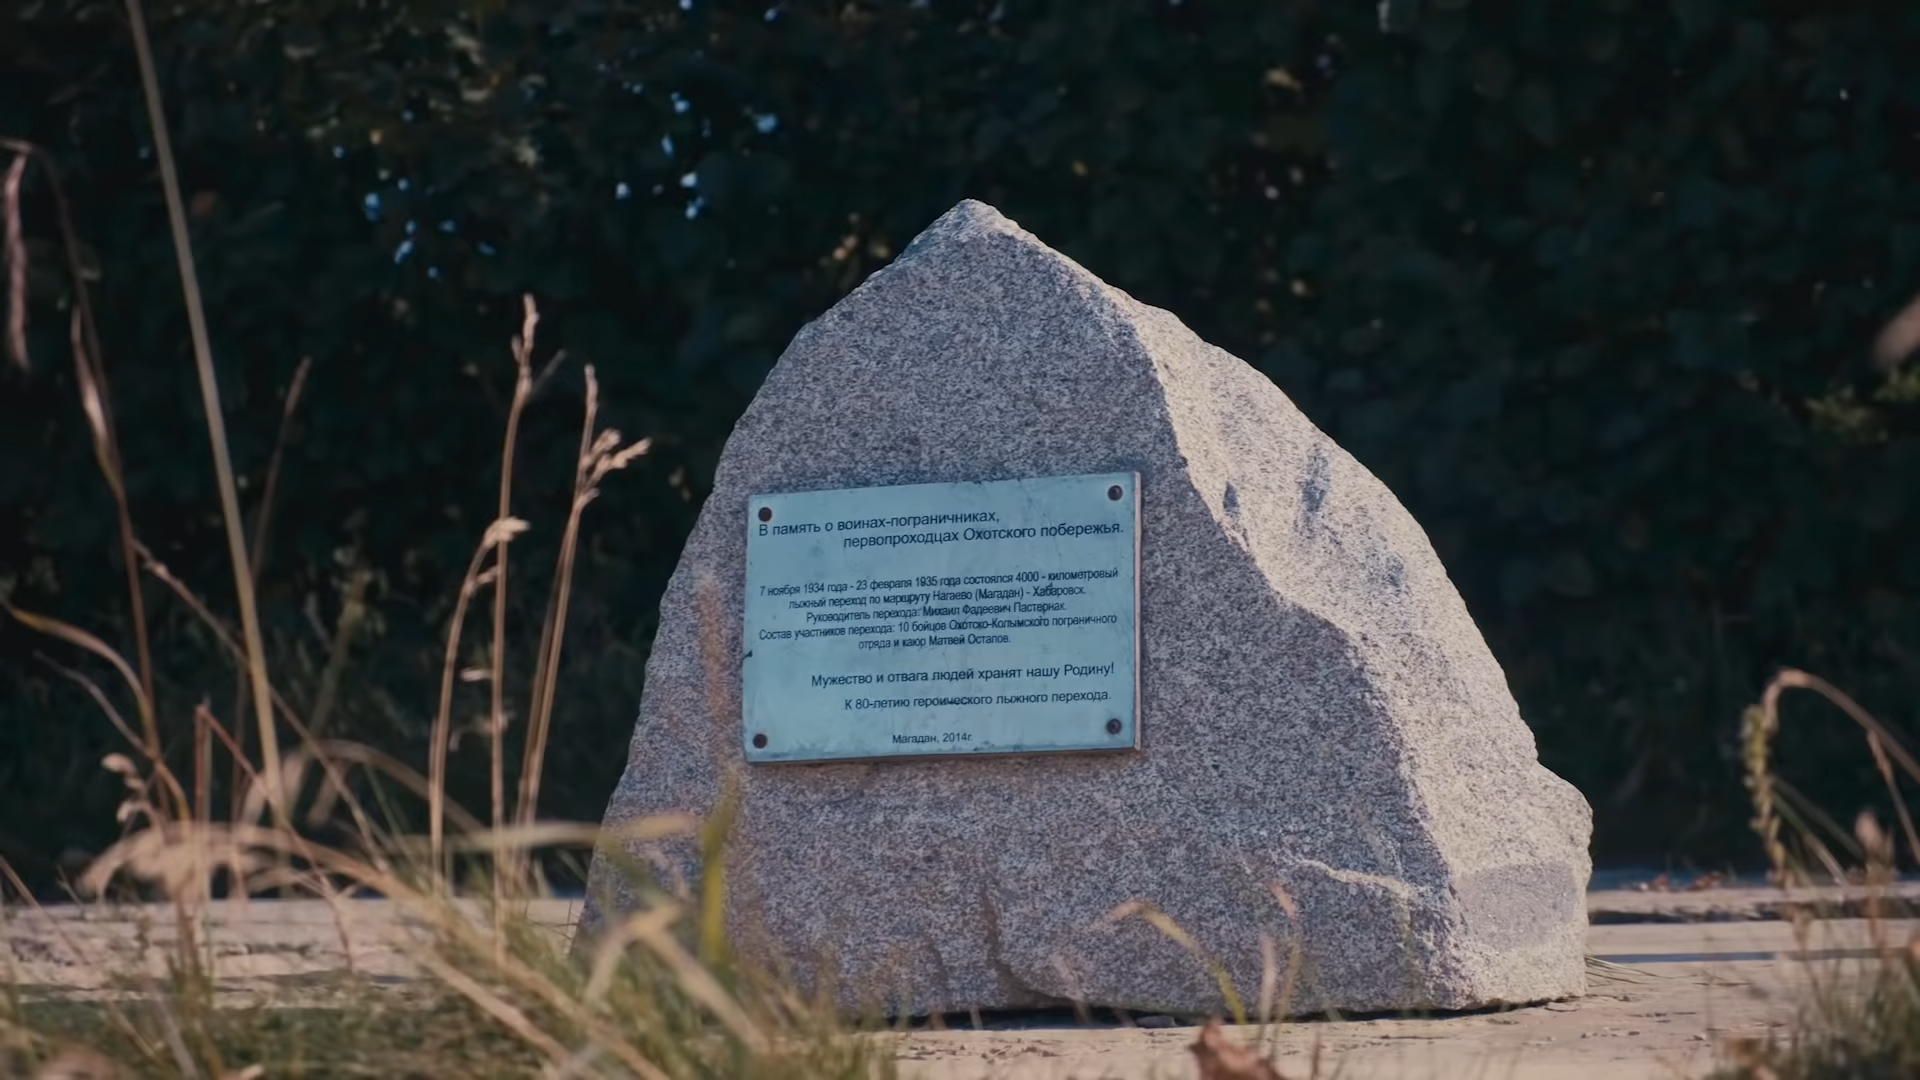 В память о воинах-пограничниках,
первопроходцах Охотского побережья.
7 ноября 1934 года - 23 февраля 1935 года состоялся 4000 - километровый
лыжный переход по маршруту Нагаево (Магадан) - Хабаровск.
Руководитель перехода: Михаил Фадеевич Пастернак.
Состав участников перехода: 10 бойцов Охотско-Колымского пограничного
отряда и каюр Матвей Остапов.
Мужество и отвага людей хранят нашу Родину!
К 80-летию героического лыжного перехода.
Магадан, 2014г.